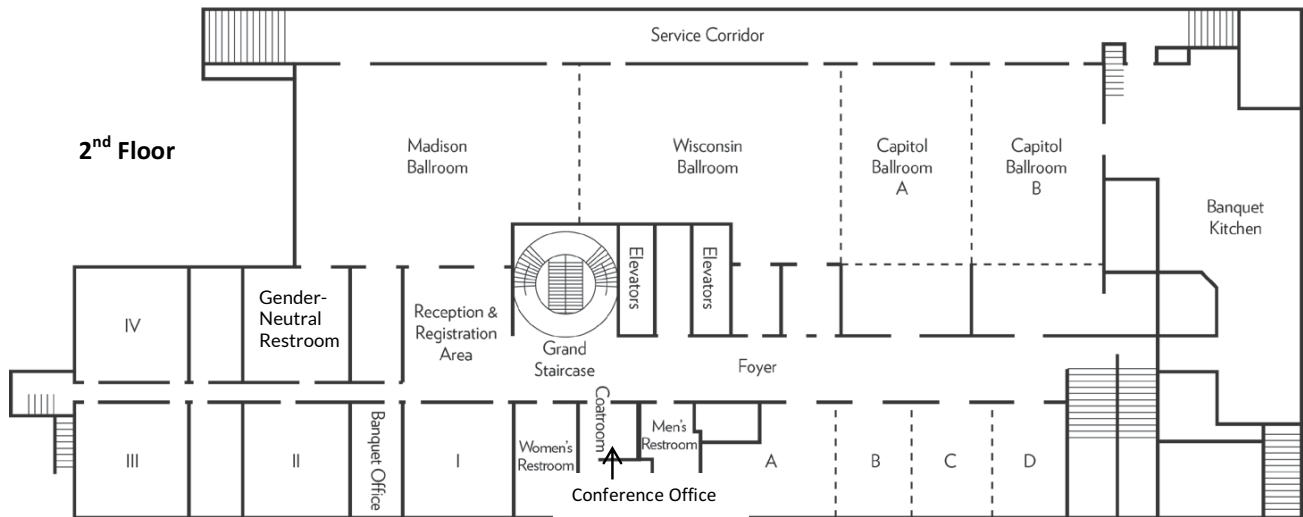 Service Corridor
2nd Floor
Madison
Ballroom
Wisconsin
Ballroom
Capitol
Ballroom
A
Capitol
Ballroom
B
Banquet
Kitchen
Elevators
Elevators
IV
Gender-
Neutral
Restroom
Reception &
Registration
Area
Grand
Staircase
Foyer
III
II
Banquet Office
I
Women's
Restroom
Coatroom
Men's
Restroom
A
B
C
D
Conference Office